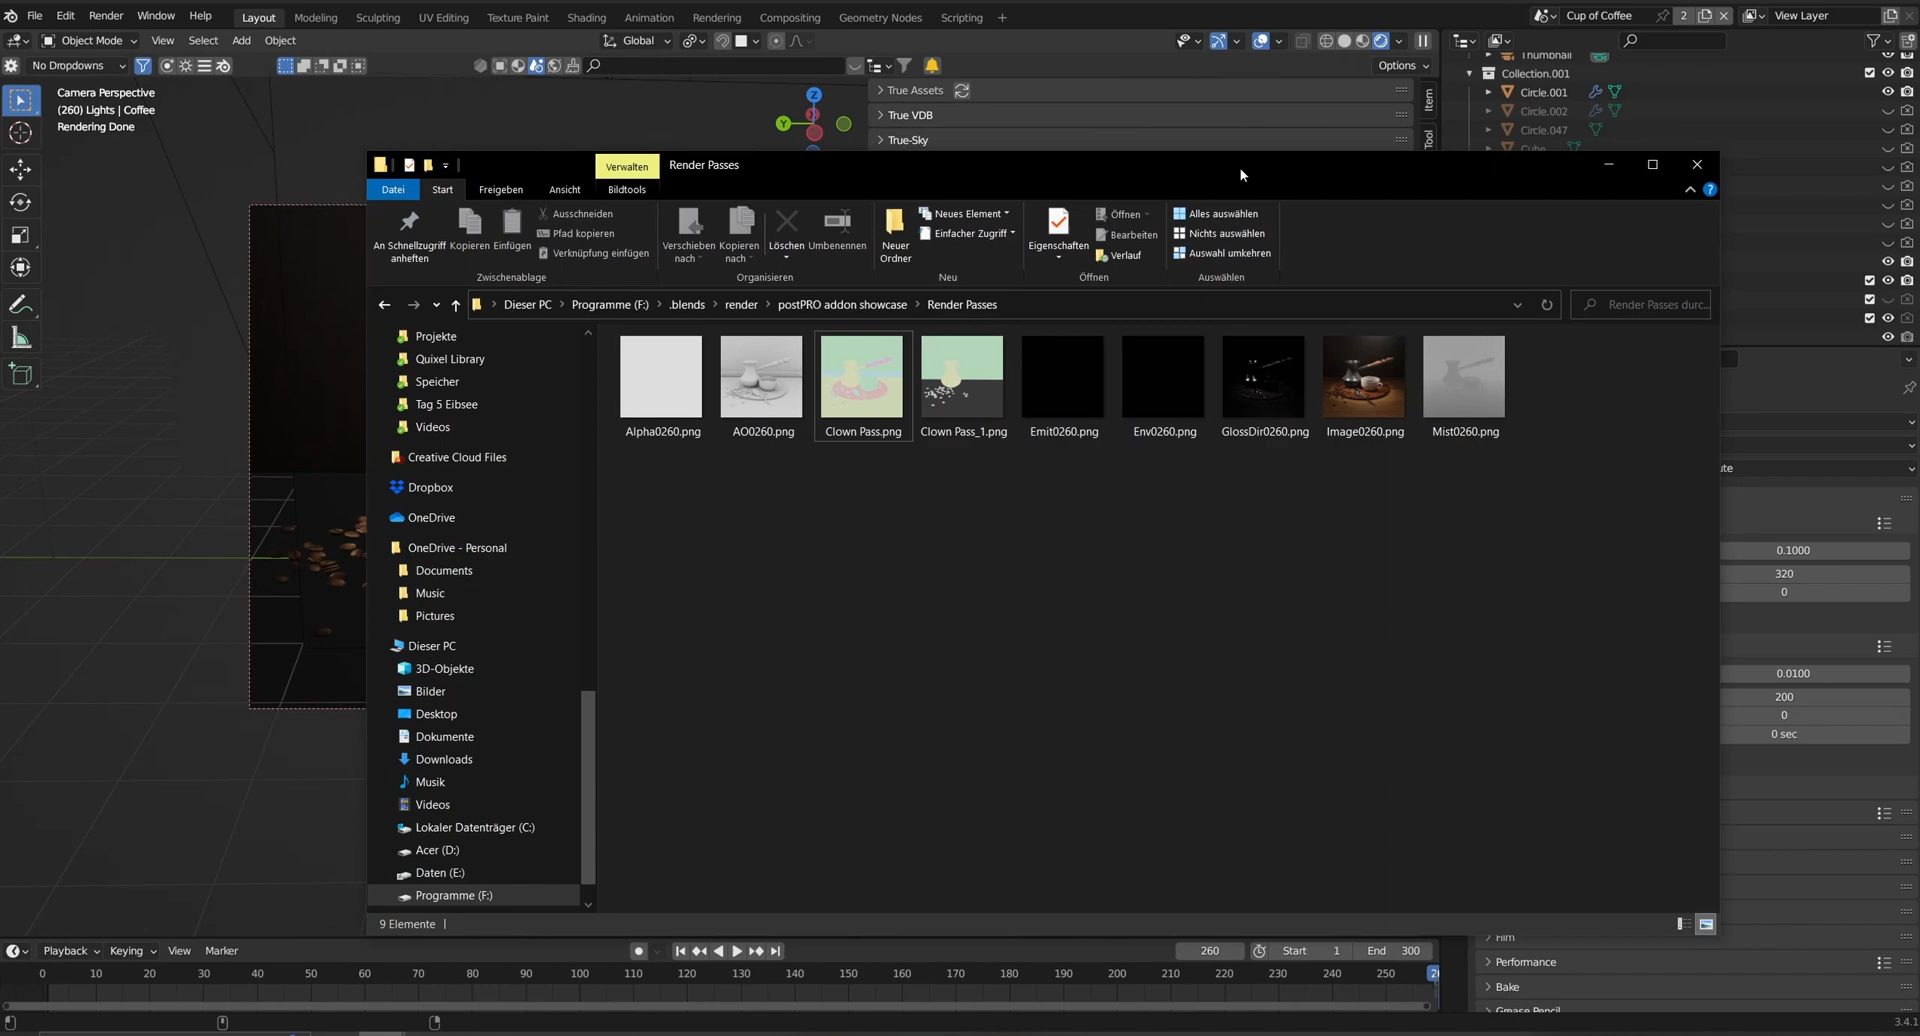 File Edit Render Window Help Layout Modeling Sculpting UV Editing Texture Paint Shading Animation Rendering Compositing Geometry Nodes Scripting + Cup of Coffee 2 View Layer
Object Mode View Select Add Object Global
No Dropdowns Options
Camera Perspective
(260) Lights | Coffee
Rendering Done
Z
Y
True Assets
True VDB
True-Sky
Item
Tool
Thumbnail
Collection.001
Circle.001
Circle.002
Circle.047
Cube
Verwalten Render Passes
Datei Start Freigeben Ansicht Bildtools
An Schnellzugriff
anheften
Kopieren
Einfügen
Ausschneiden
Pfad kopieren
Verknüpfung einfügen
Zwischenablage
Verschieben
nach
Kopieren
nach
Löschen
Umbenennen
Organisieren
Neuer
Ordner
Neues Element
Einfacher Zugriff
Neu
Eigenschaften
Öffnen
Bearbeiten
Verlauf
Öffnen
Alles auswählen
Nichts auswählen
Auswahl umkehren
Auswählen
Dieser PC > Programme (F:) > .blends > render > postPRO addon showcase > Render Passes
Render Passes durc...
Projekte
Quixel Library
Speicher
Tag 5 Eibsee
Videos
Creative Cloud Files
Dropbox
OneDrive
OneDrive - Personal
Documents
Music
Pictures
Dieser PC
3D-Objekte
Bilder
Desktop
Dokumente
Downloads
Musik
Videos
Lokaler Datenträger (C:)
Acer (D:)
Daten (E:)
Programme (F:)
Alpha0260.png AO0260.png Clown Pass.png Clown Pass_1.png Emit0260.png Env0260.png GlossDir0260.png Image0260.png Mist0260.png
9 Elemente
ute
0.1000
320
0
0.0100
200
0
0 sec
Film
Performance
Bake
Grease Pencil
Playback Keying View Marker 260 Start 1 End 300
0 10 20 30 40 50 60 70 80 90 100 110 120 130 140 150 160 170 180 190 200 210 220 230 240 250 26
3.4.1